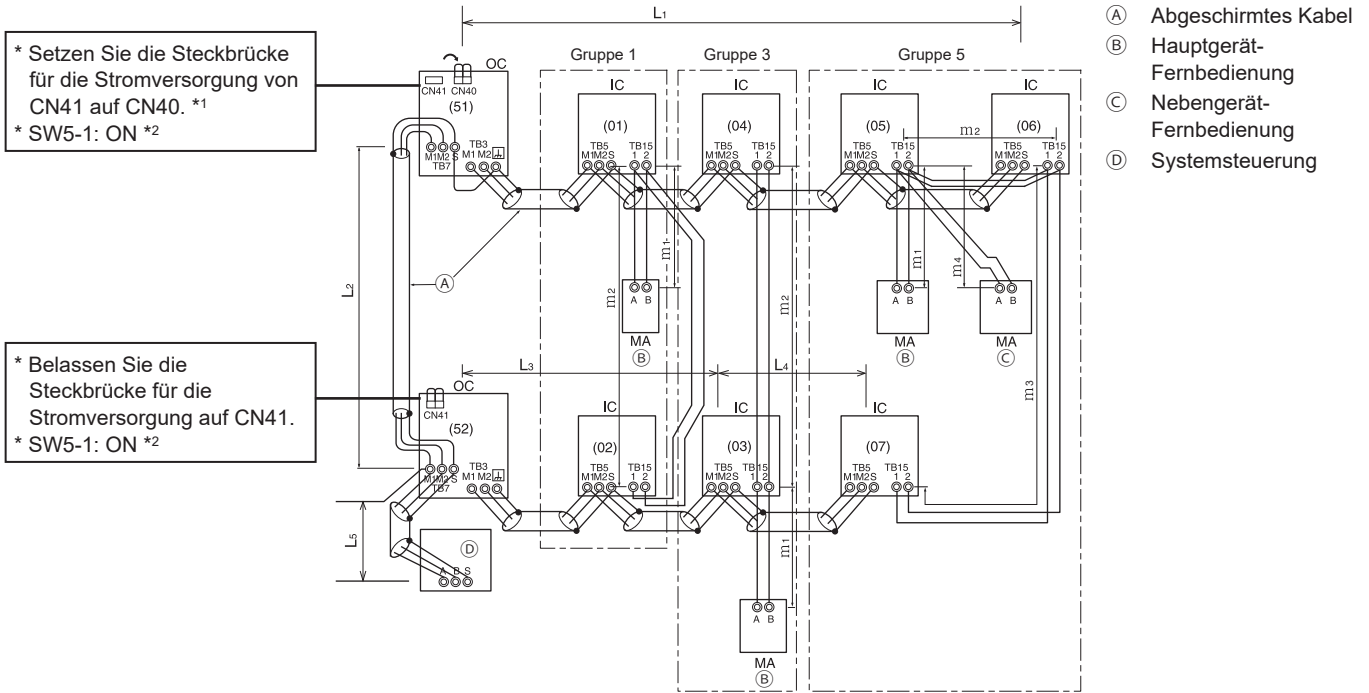 * Setzen Sie die Steckbrücke
für die Stromversorgung von
CN41 auf CN40. *1
* SW5-1: ON *2
* Belassen Sie die
Steckbrücke für die
Stromversorgung auf CN41.
* SW5-1: ON *2
L1
Gruppe 1
Gruppe 3
Gruppe 5
OC
CN41 CN40
(51)
M1M2 S
TB7
TB3
M1 M2
IC
(01)
TB5
M1M2S
TB15
1 2
IC
(04)
TB5
M1M2S
TB15
1 2
IC
(05)
TB5
M1M2S
TB15
1 2
m2
IC
(06)
TB5
M1M2S
TB15
1 2
L2
A
m2
m1
A B
MA
B
m2
m1
A B
MA
B
m4
A B
MA
C
m3
L3
L4
OC
CN41
(52)
M1M2 S
TB7
TB3
M1 M2
IC
(02)
TB5
M1M2S
TB15
1 2
IC
(03)
TB5
M1M2S
TB15
1 2
IC
(07)
TB5
M1M2S
TB15
1 2
L5
D
A B S
m1
A B
MA
B
A Abgeschirmtes Kabel
B Hauptgerät-
Fernbedienung
C Nebengerät-
Fernbedienung
D Systemsteuerung